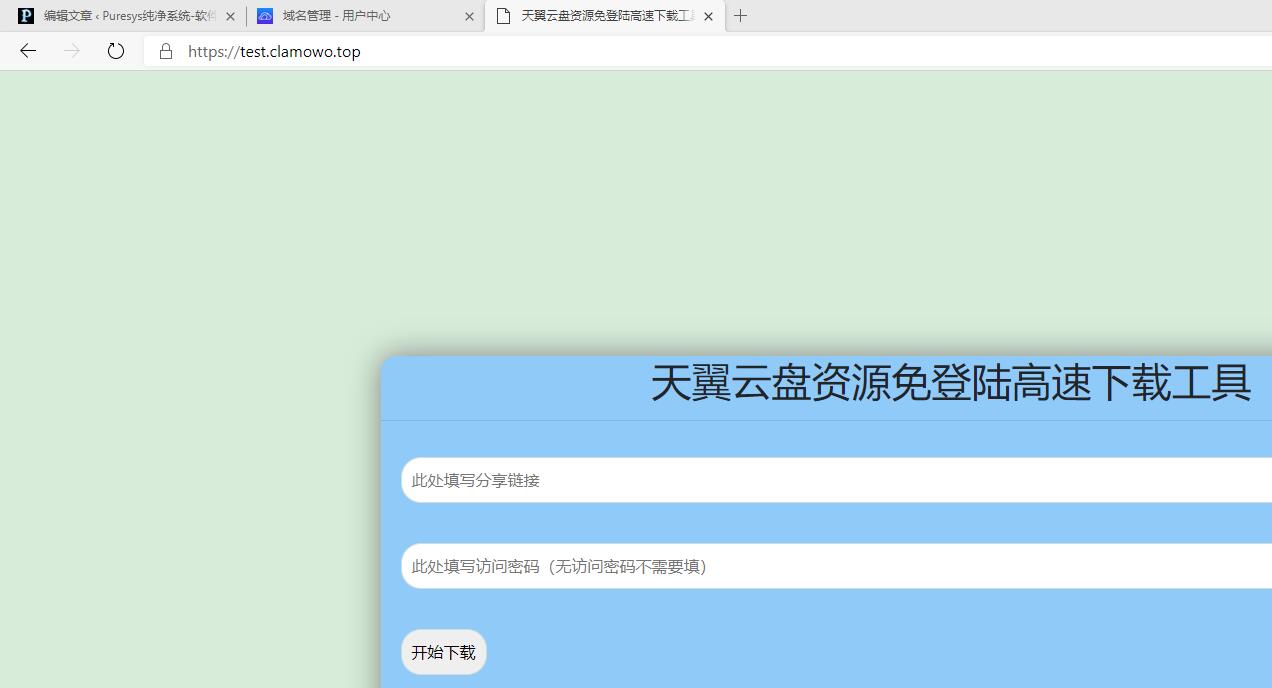 编辑文章 ‹ Puresys纯净系统-软件
域名管理 - 用户中心
天翼云盘资源免登陆高速下载工具
https://test.clamowo.top
天翼云盘资源免登陆高速下载工具
此处填写分享链接
此处填写访问密码（无访问密码不需要填）
开始下载